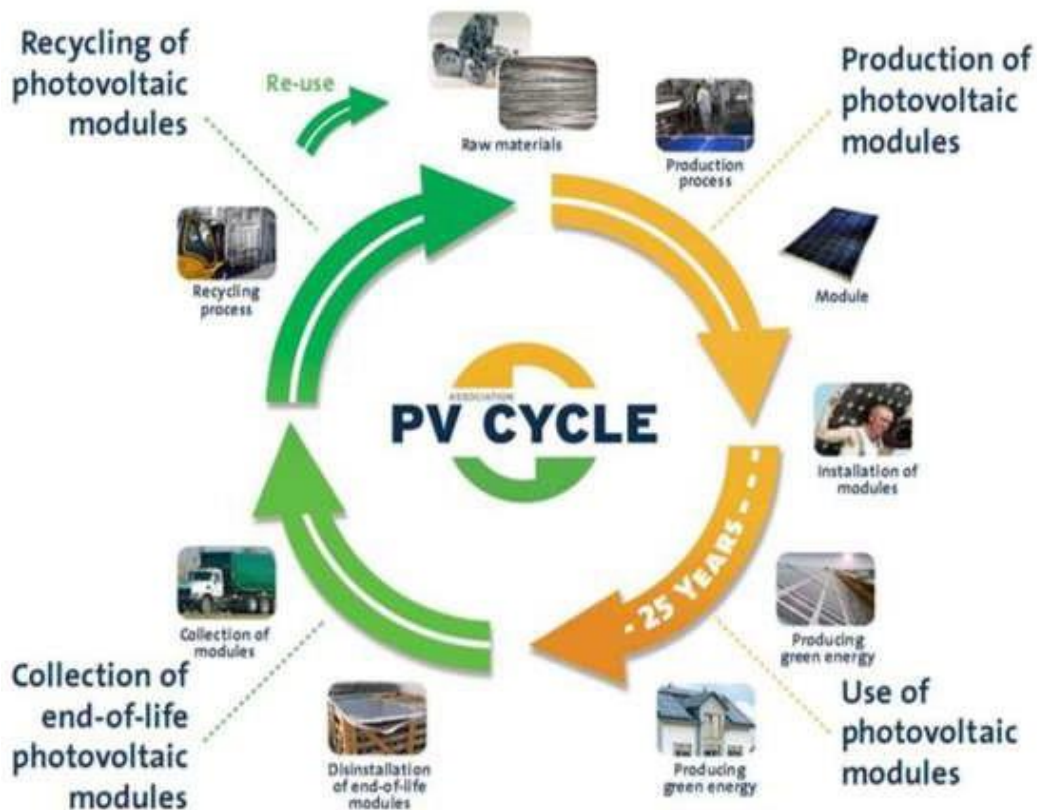 Recycling of
photovoltaic
modules
Re-use
Raw materials
Production
process
Production of
photovoltaic
modules
Module
Recycling
process
ASSOCIATION
PV CYCLE
Installation of
modules
- 25 YEARS - - -
Producing
green energy
Collection of
modules
Collection of
end-of-life
photovoltaic
modules
Disinstallation
of end-of-life
modules
Producing
green energy
Use of
photovoltaic
modules